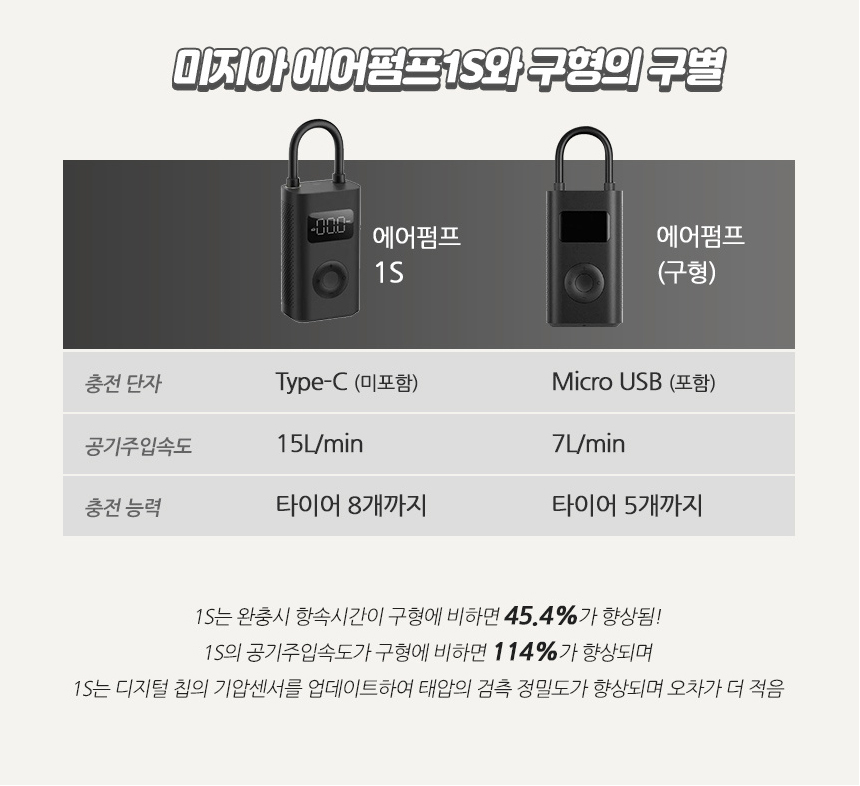 미지아 에어펌프1S와 구형의 구별
-00.0-
에어펌프
1S
에어펌프
(구형)
충전 단자 Type-C (미포함) Micro USB (포함)
공기주입속도 15L/min 7L/min
충전 능력 타이어 8개까지 타이어 5개까지
1S는 완충시 항속시간이 구형에 비하면 45.4%가 향상됨!
1S의 공기주입속도가 구형에 비하면 114%가 향상되며
1S는 디지털 칩의 기압센서를 업데이트하여 태압의 검측 정밀도가 향상되며 오차가 더 적음